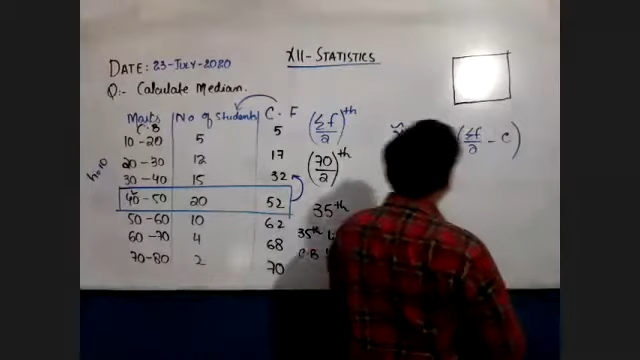 XII- STATISTICS
DATE: 23-JULY-2020
Q:- Calculate Median.
Marks No of Students C.F
C.B
10-20 5 5
20-30 12 17
30-40 15 32
40-50 20 52
50-60 10 62
60-70 4 68
70-80 2 70
h=10
(Σf/2)th
(70/2)th
35th
35th
C.B
(Σf/2 - C)